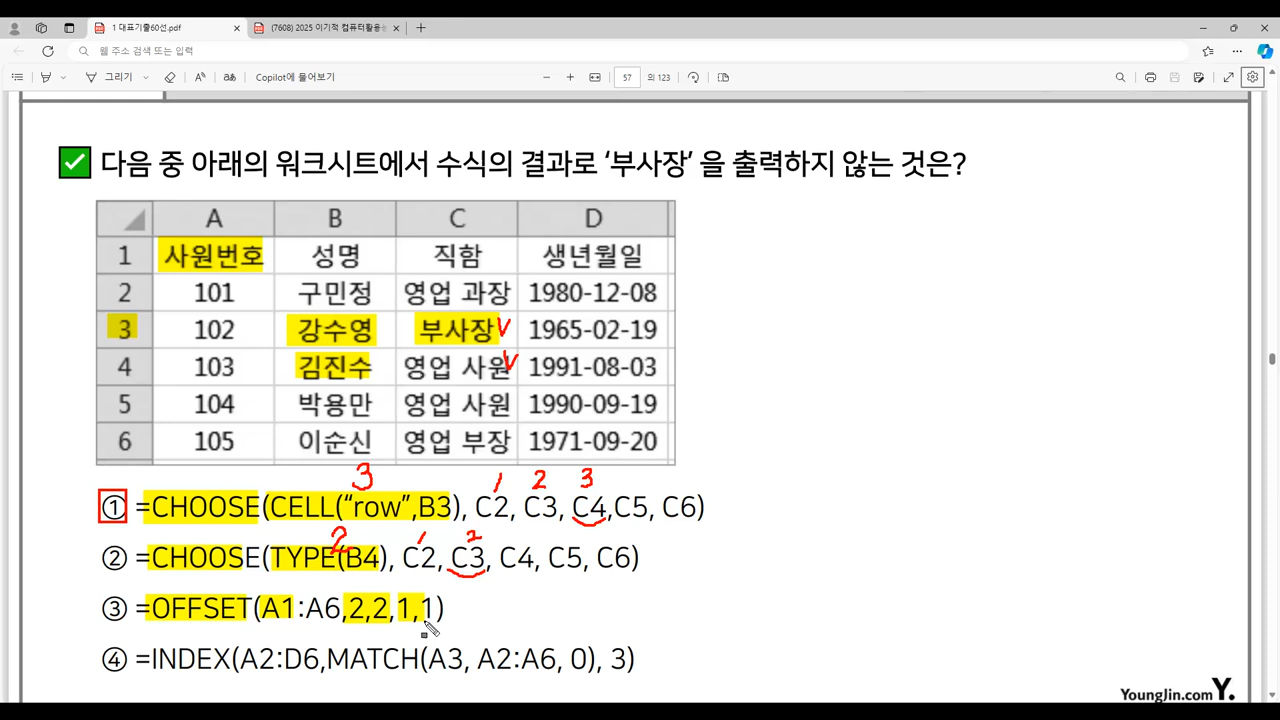 1 대표기출60선.pdf
(7608) 2025 이기적 컴퓨터활용능
웹 주소 검색 또는 입력
그리기
Copilot에 물어보기
57 의 123
다음 중 아래의 워크시트에서 수식의 결과로 ‘부사장’ 을 출력하지 않는 것은?
A B C D
1 사원번호 성명 직함 생년월일
2 101 구민정 영업 과장 1980-12-08
3 102 강수영 부사장 1965-02-19
4 103 김진수 영업 사원 1991-08-03
5 104 박용만 영업 사원 1990-09-19
6 105 이순신 영업 부장 1971-09-20
3 1 2 3
① =CHOOSE(CELL(“row”,B3), C2, C3, C4,C5, C6)
2 1 2
② =CHOOSE(TYPE(B4), C2, C3, C4, C5, C6)
③ =OFFSET(A1:A6,2,2,1,1)
④ =INDEX(A2:D6,MATCH(A3, A2:A6, 0), 3)
YoungJin.com Y.